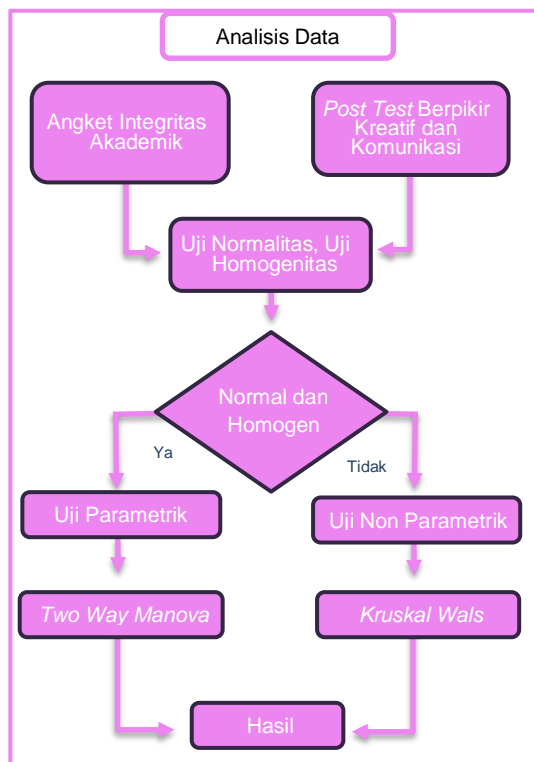 Analisis Data
Angket Integritas
Akademik
Post Test Berpikir
Kreatif dan
Komunikasi
Uji Normalitas, Uji
Homogenitas
Normal dan
Homogen
Ya
Tidak
Uji Parametrik
Uji Non Parametrik
Two Way Manova
Kruskal Wals
Hasil